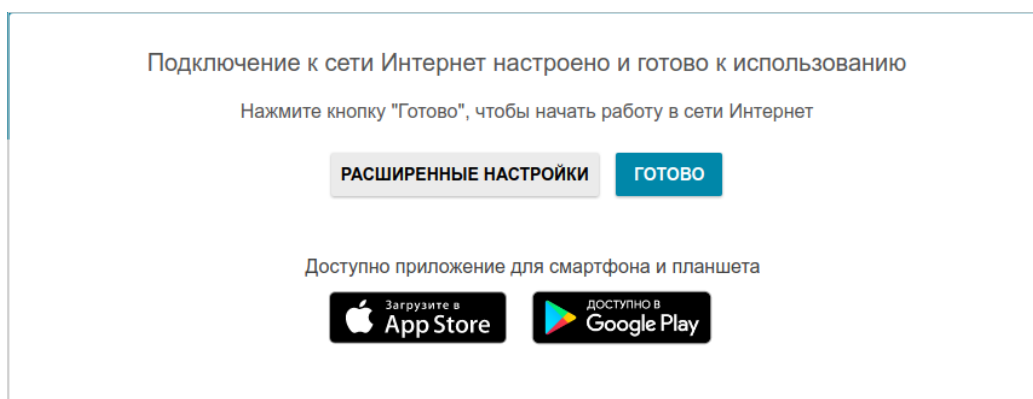 Подключение к сети Интернет настроено и готово к использованию
Нажмите кнопку "Готово", чтобы начать работу в сети Интернет
РАСШИРЕННЫЕ НАСТРОЙКИ ГОТОВО
Доступно приложение для смартфона и планшета
Загрузите в
App Store
ДОСТУПНО В
Google Play